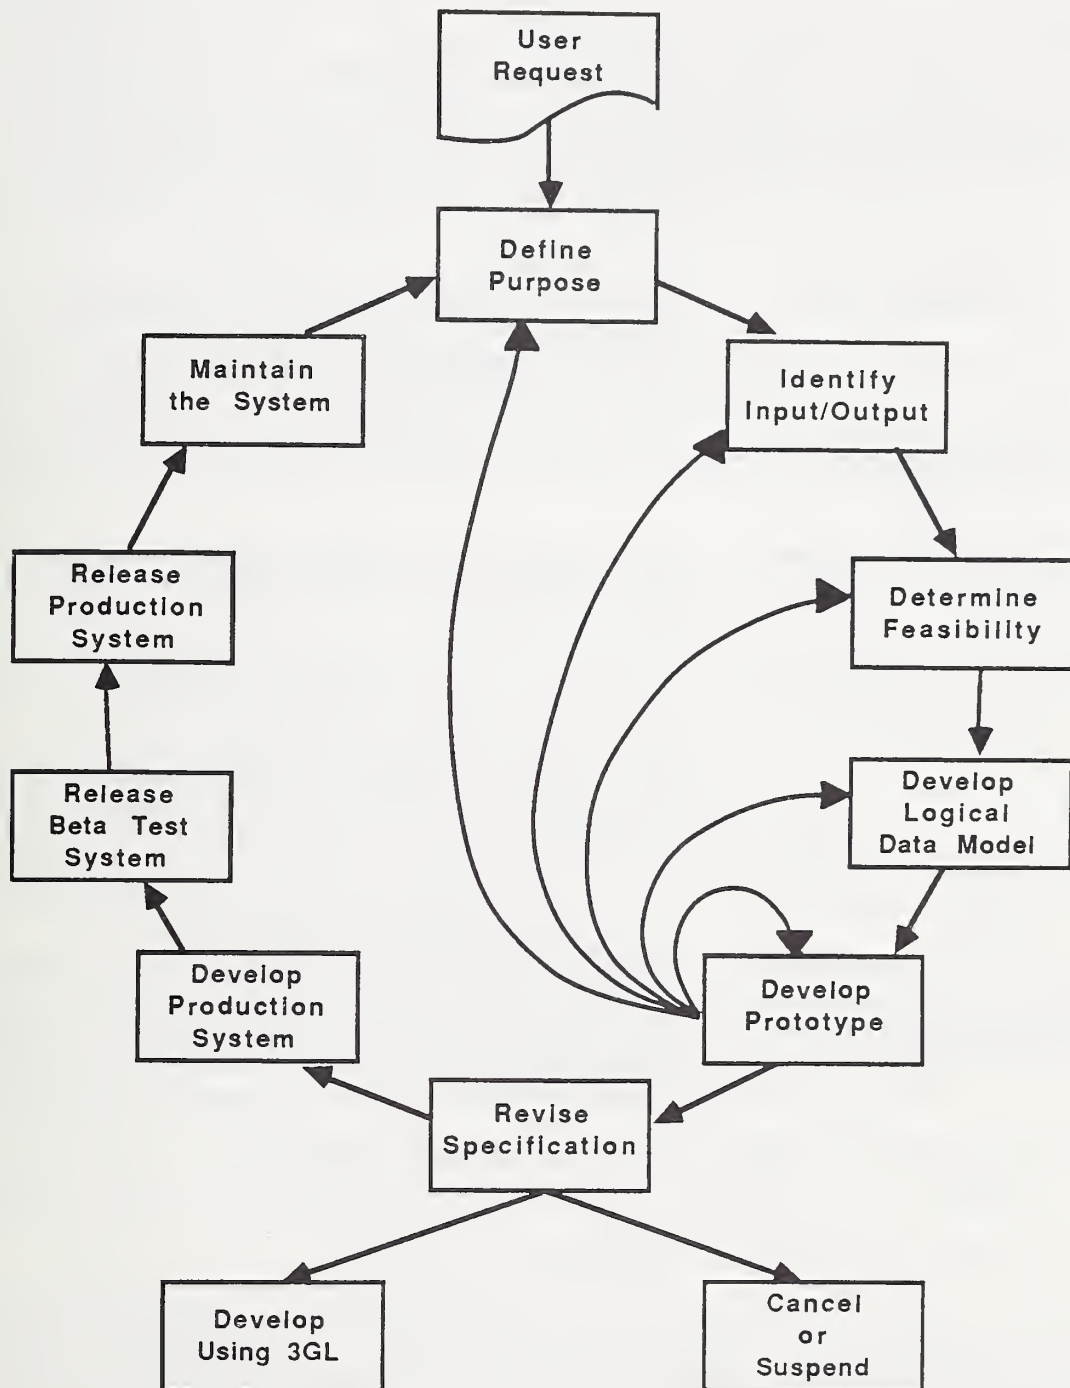 User
Request
Define
Purpose
Identify
Input/Output
Determine
Feasibility
Develop
Logical
Data Model
Develop
Prototype
Revise
Specification
Develop
Production
System
Release
Beta Test
System
Release
Production
System
Maintain
the System
Develop
Using 3GL
Cancel
or
Suspend